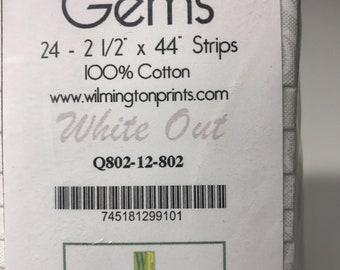 Gems
24 - 2 1/2" x 44" Strips
100% Cotton
www.wilmingtonprints.com
White Out
Q802-12-802
745181299101